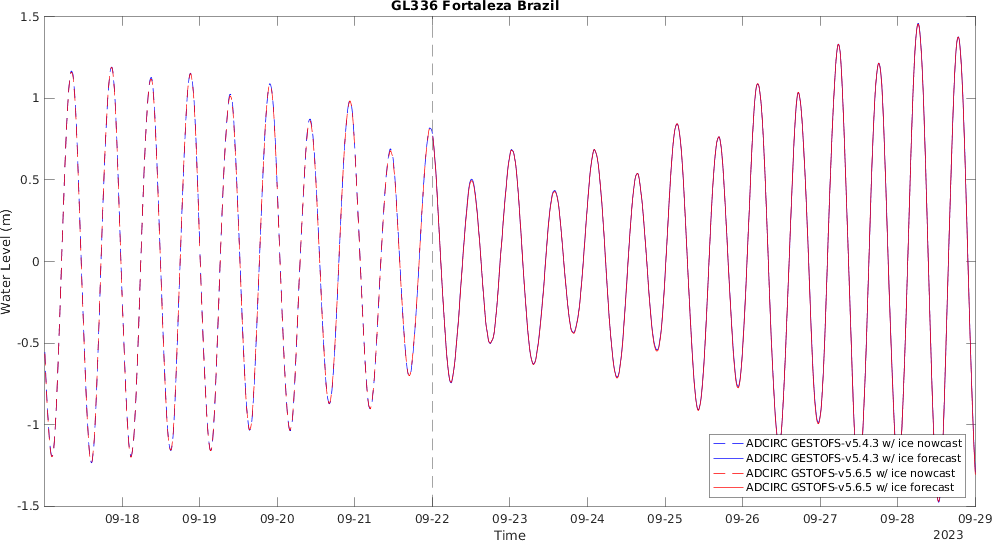 GL336 Fortaleza Brazil
1.5
1
0.5
0
-0.5
-1
-1.5
Water Level (m)
ADCIRC GESTOFS-v5.4.3 w/ ice nowcast
ADCIRC GESTOFS-v5.4.3 w/ ice forecast
ADCIRC GSTOFS-v5.6.5 w/ ice nowcast
ADCIRC GSTOFS-v5.6.5 w/ ice forecast
09-18 09-19 09-20 09-21 09-22 09-23 09-24 09-25 09-26 09-27 09-28 09-29
Time
2023